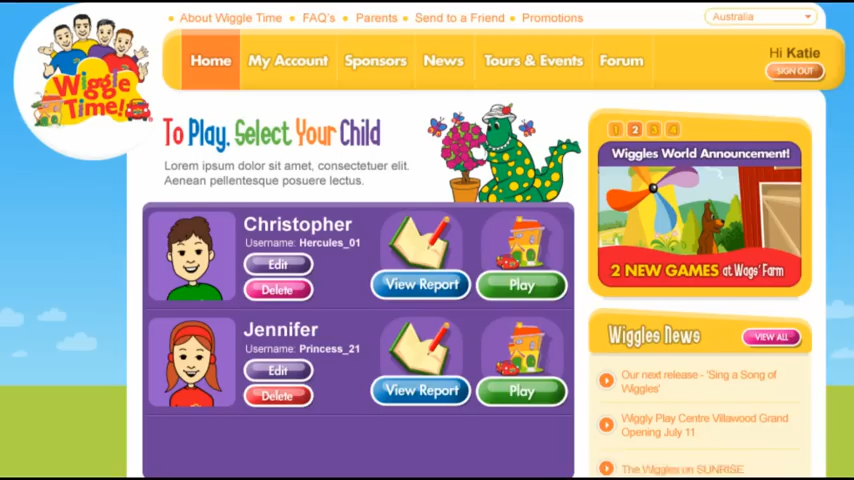 About Wiggle Time
FAQ's
Parents
Send to a Friend
Promotions
Australia
Wiggle
Time!
Home
My Account
Sponsors
News
Tours & Events
Forum
Hi Katie
SIGN OUT
To Play, Select Your Child
Lorem ipsum dolor sit amet, consectetuer elit.
Aenean pellentesque posuere lectus.
Christopher
Username: Hercules_01
Edit
Delete
View Report
Play
Jennifer
Username: Princess_21
Edit
Delete
View Report
Play
1 2 3 4
Wiggles World Announcement!
2 NEW GAMES at Wags' Farm
Wiggles News
VIEW ALL
Our next release - 'Sing a Song of
Wiggles'
Wiggly Play Centre Villawood Grand
Opening July 11
The Wiggles on SUNRISE